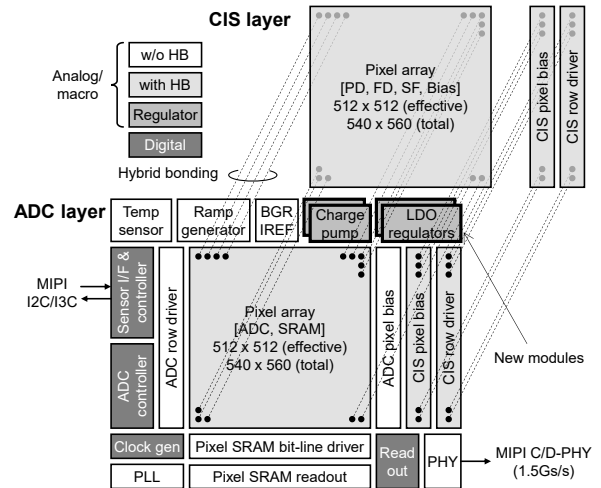 CIS layer
Analog/
macro
w/o HB
with HB
Regulator
Digital
Hybrid bonding
Pixel array
[PD, FD, SF, Bias]
512 x 512 (effective)
540 x 560 (total)
CIS pixel bias
CIS row driver
ADC layer
Temp
sensor
Ramp
generator
BGR
IREF
Charge
pump
LDO
regulators
MIPI
I2C/I3C
Sensor I/F &
controller
ADC
controller
ADC row driver
Pixel array
[ADC, SRAM]
512 x 512 (effective)
540 x 560 (total)
ADC pixel bias
CIS pixel bias
CIS row driver
New modules
Clock gen
Pixel SRAM bit-line driver
Read
out
PHY
MIPI C/D-PHY
(1.5Gs/s)
PLL
Pixel SRAM readout